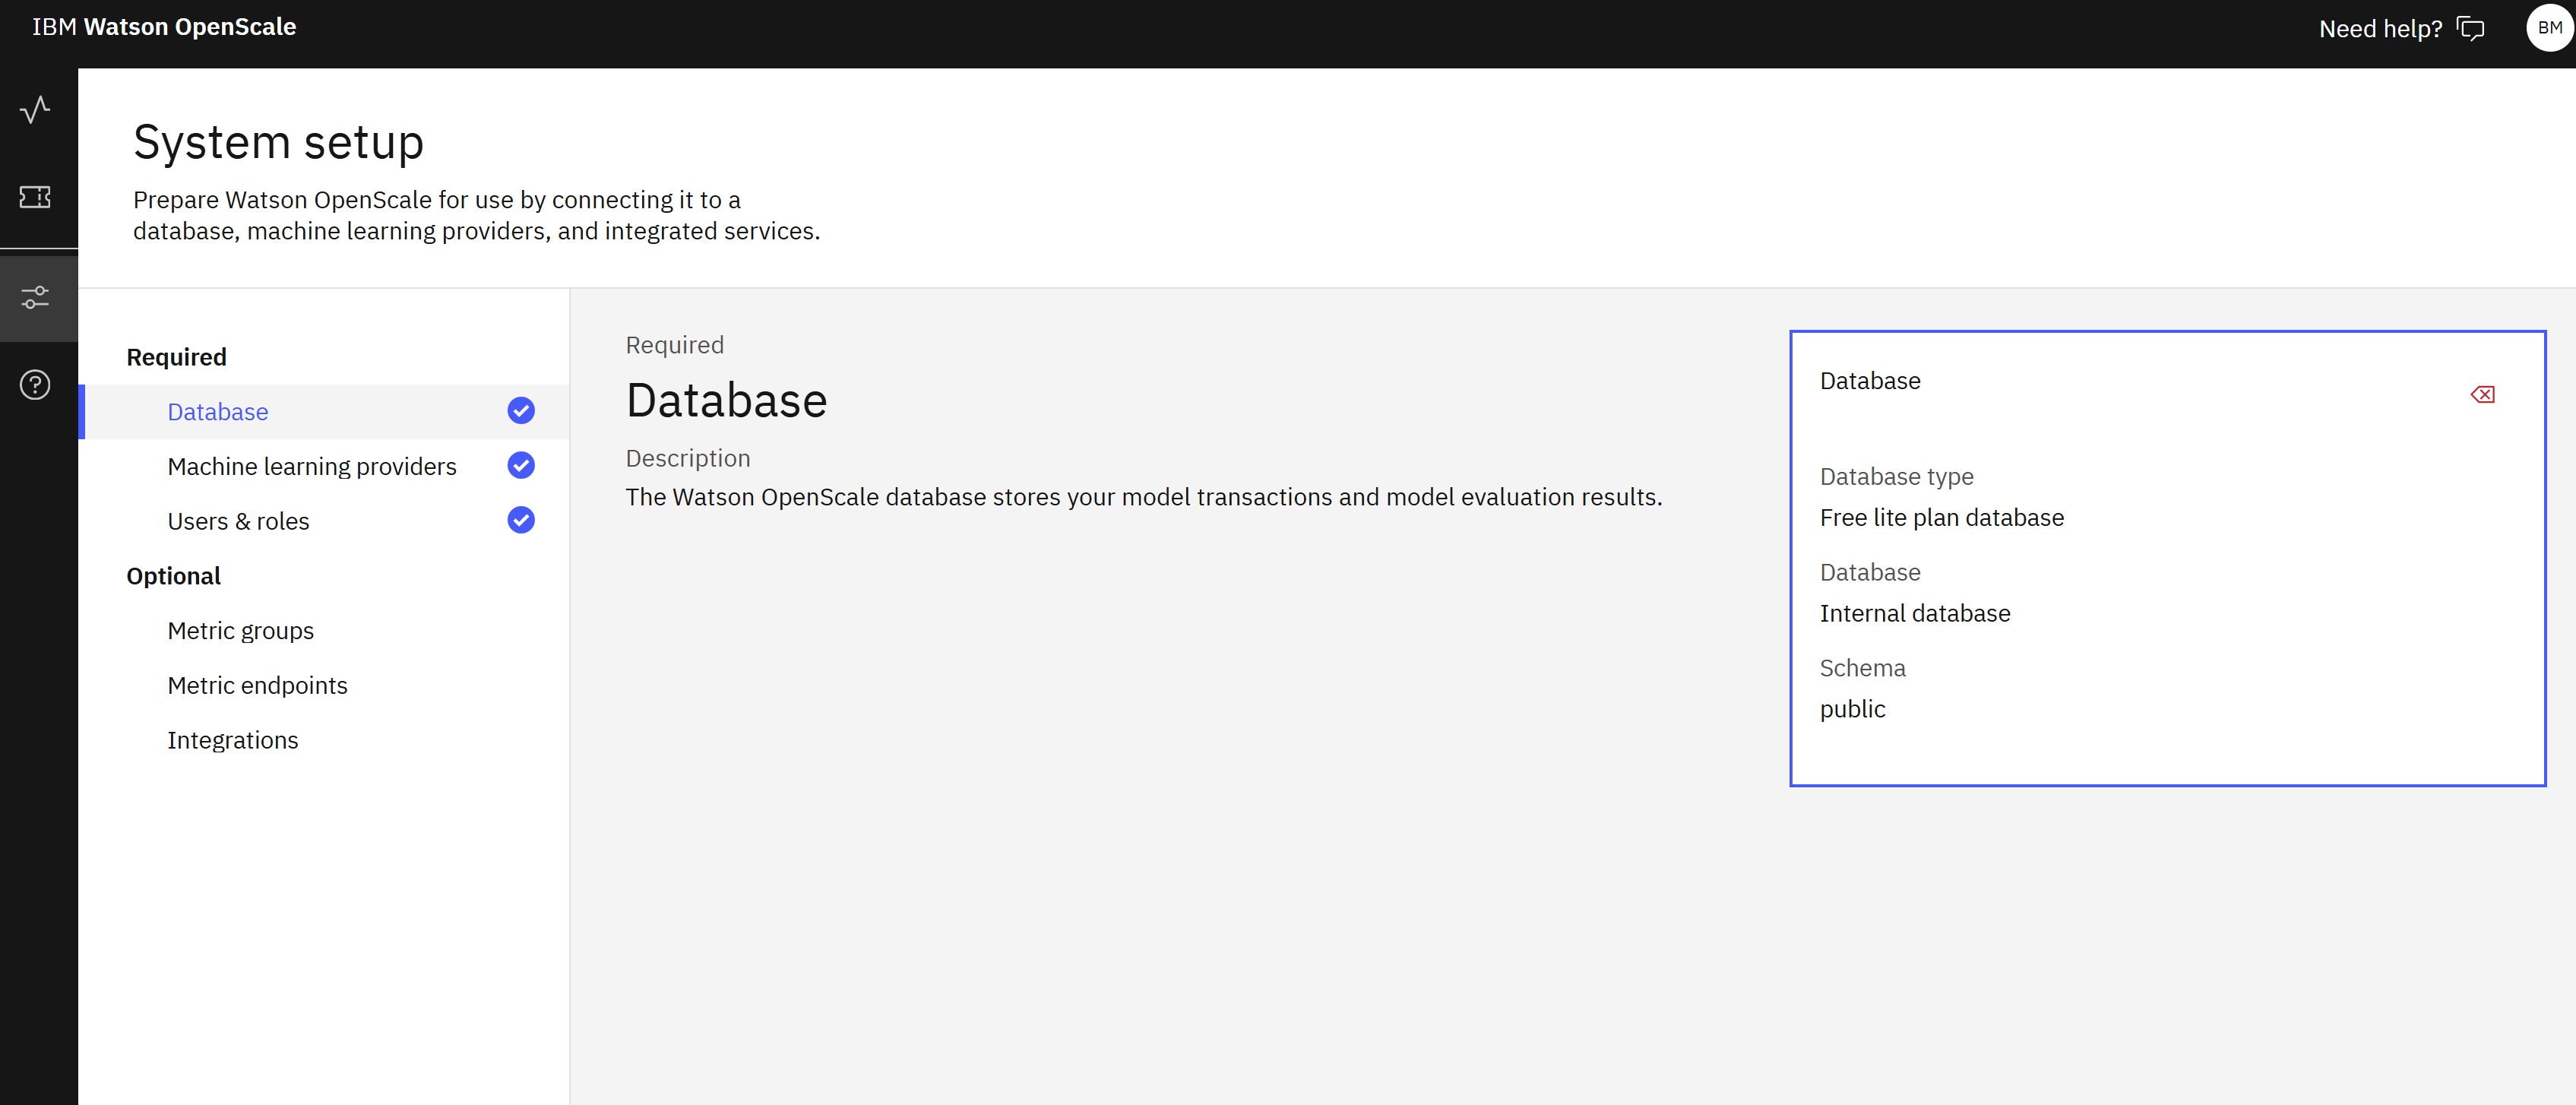 IBM Watson OpenScale
Need help?
BM
System setup
Prepare Watson OpenScale for use by connecting it to a
database, machine learning providers, and integrated services.
Required
Database
Machine learning providers
Users & roles
Optional
Metric groups
Metric endpoints
Integrations
Required
Database
Description
The Watson OpenScale database stores your model transactions and model evaluation results.
Database
Database type
Free lite plan database
Database
Internal database
Schema
public